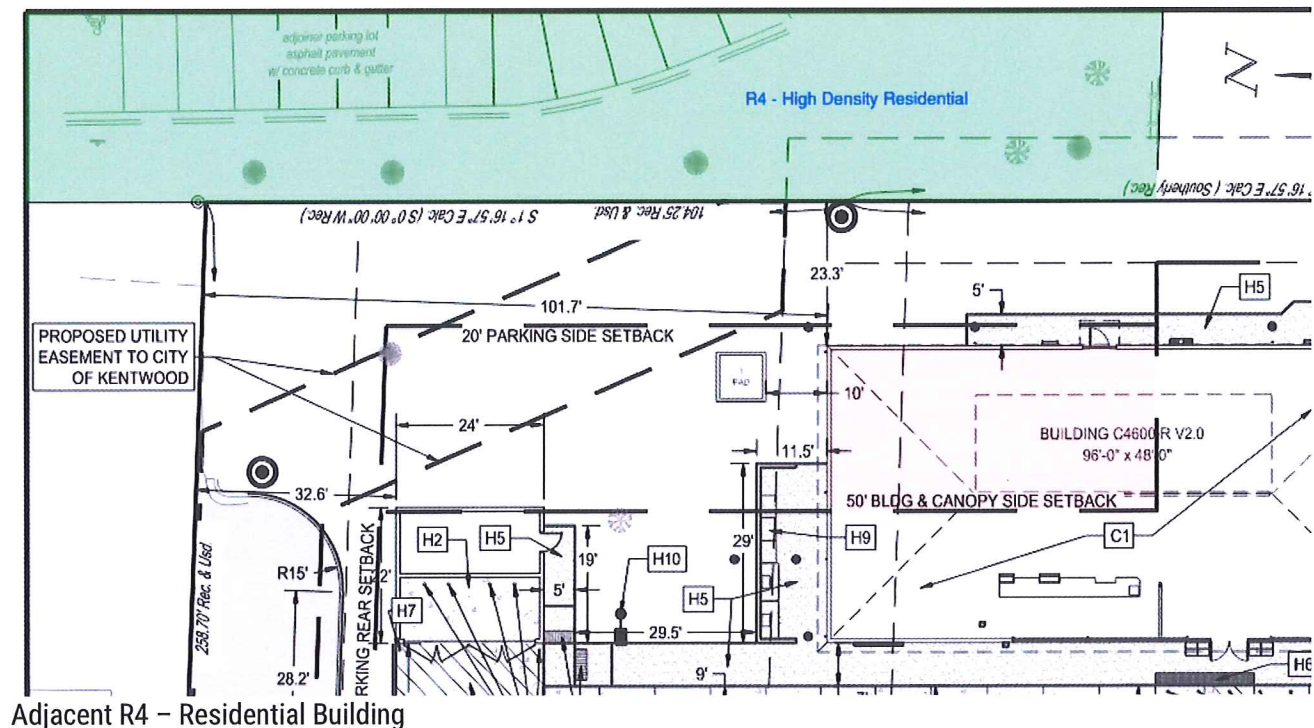 adjoiner parking lot
asphalt pavement
w/ concrete curb & gutter
R4 - High Density Residential
N
S 1° 16' 57" E Calc. (S 0° 00' 00" W Rec.)
104.25' Rec. & Usd.
° 16' 57" E Calc. (Southerly Rec.)
23.3'
101.7'
5'
H5
20' PARKING SIDE SETBACK
PROPOSED UTILITY
EASEMENT TO CITY
OF KENTWOOD
PAD
10'
24'
11.5'
BUILDING C4600-R V2.0
96'-0" x 48'-0"
32.6'
50' BLDG & CANOPY SIDE SETBACK
H2
H5
19'
29'
H9
C1
H10
R15'
2'
5'
H5
H7
258.70' Rec. & Usd.
29.5'
28.2'
PARKING REAR SETBACK
9'
Adjacent R4 – Residential Building